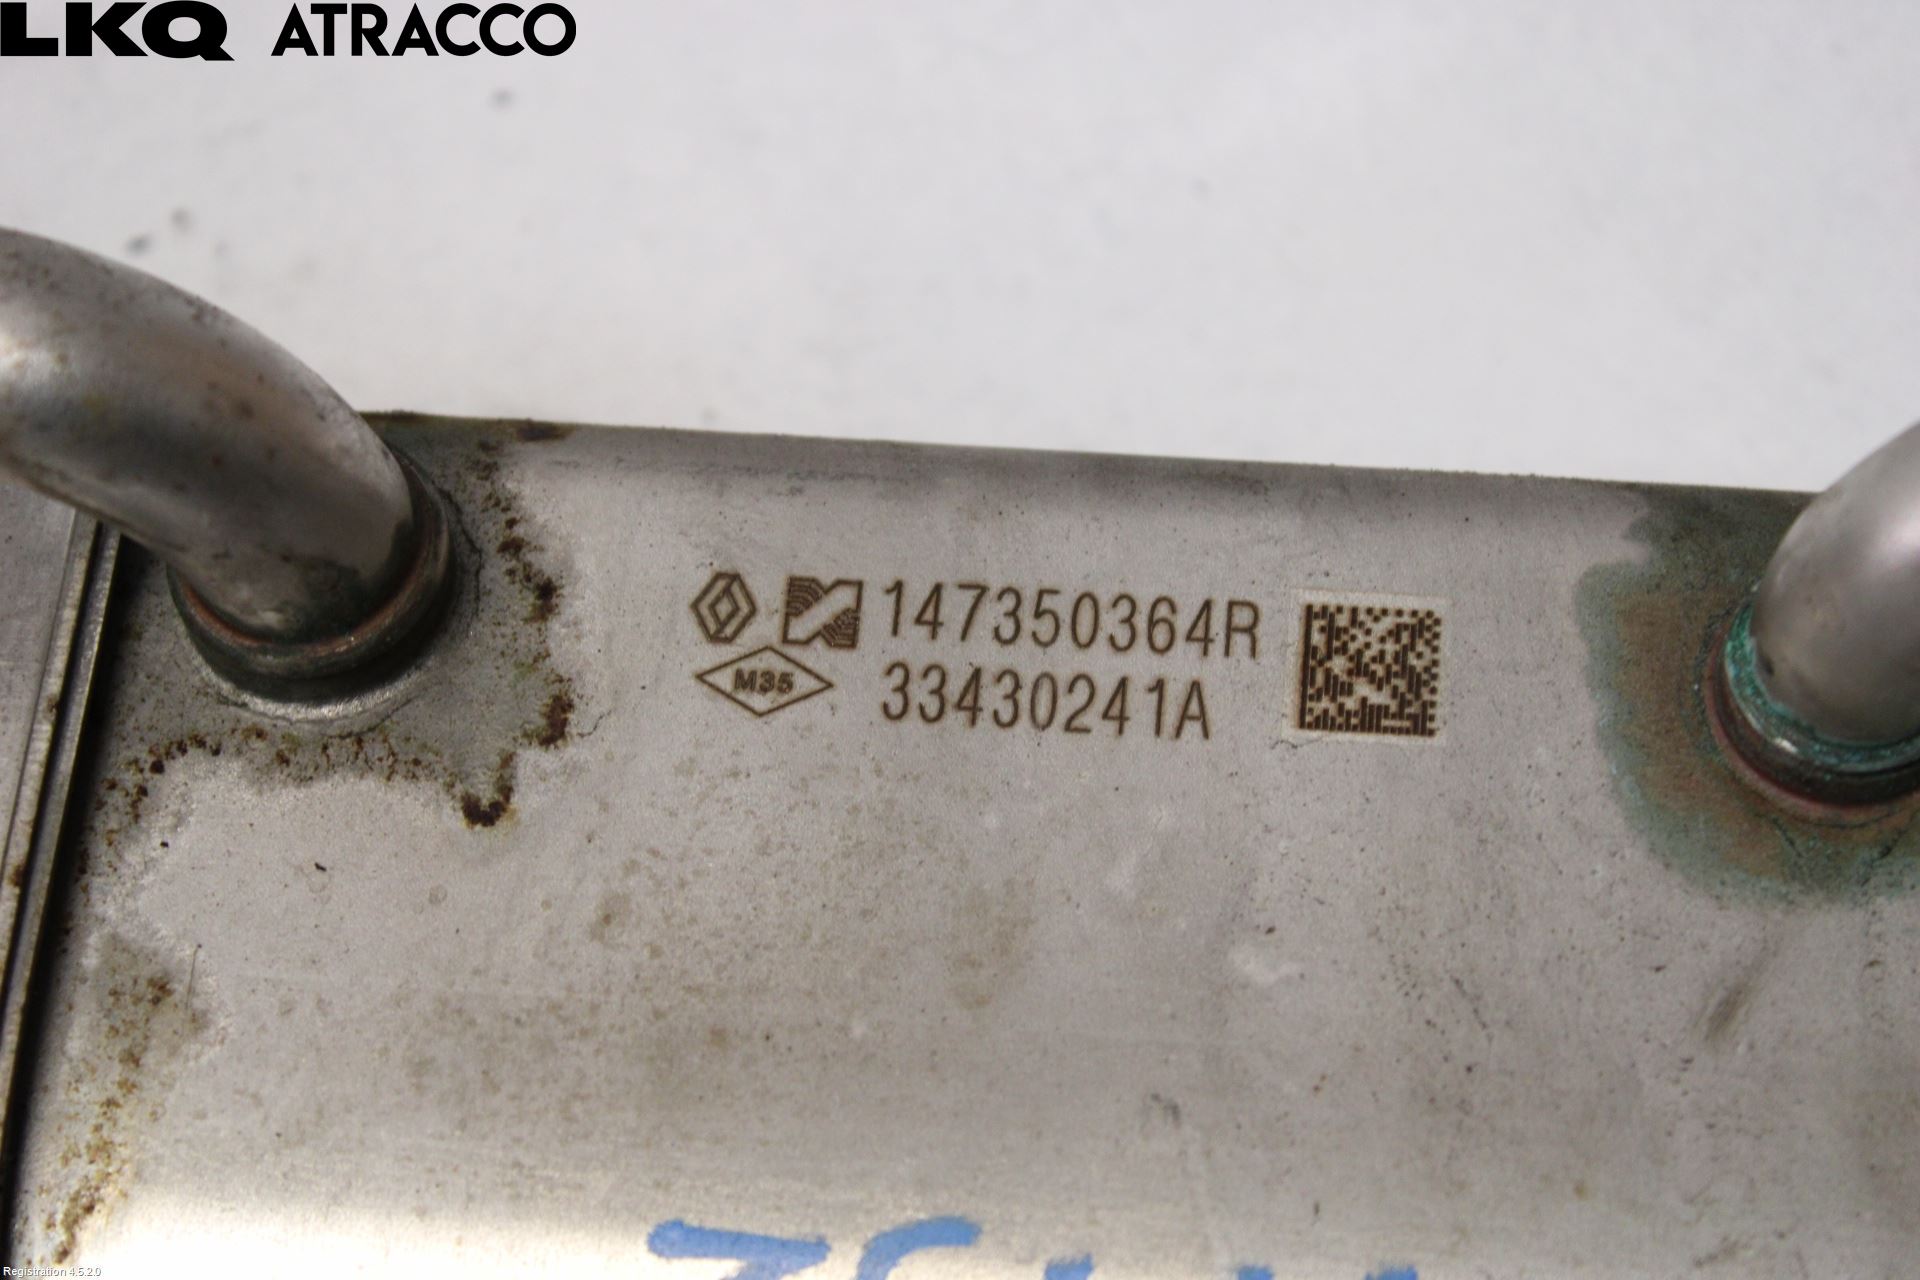 LKQ ATRACCO
147350364R
M35 33430241A
Registration 4.5.2.0